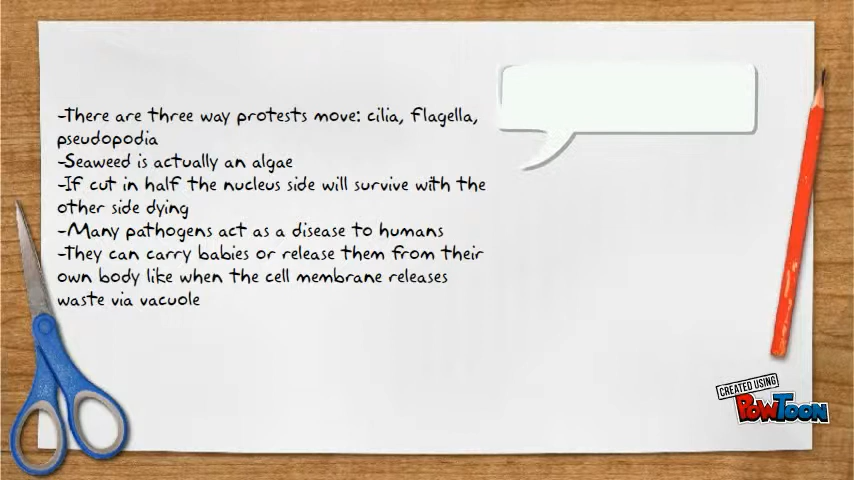 -There are three way protests move: cilia, flagella,
pseudopodia
-Seaweed is actually an algae
-If cut in half the nucleus side will survive with the
other side dying
-Many pathogens act as a disease to humans
-They can carry babies or release them from their
own body like when the cell membrane releases
waste via vacuole
CREATED USING
POWTOON